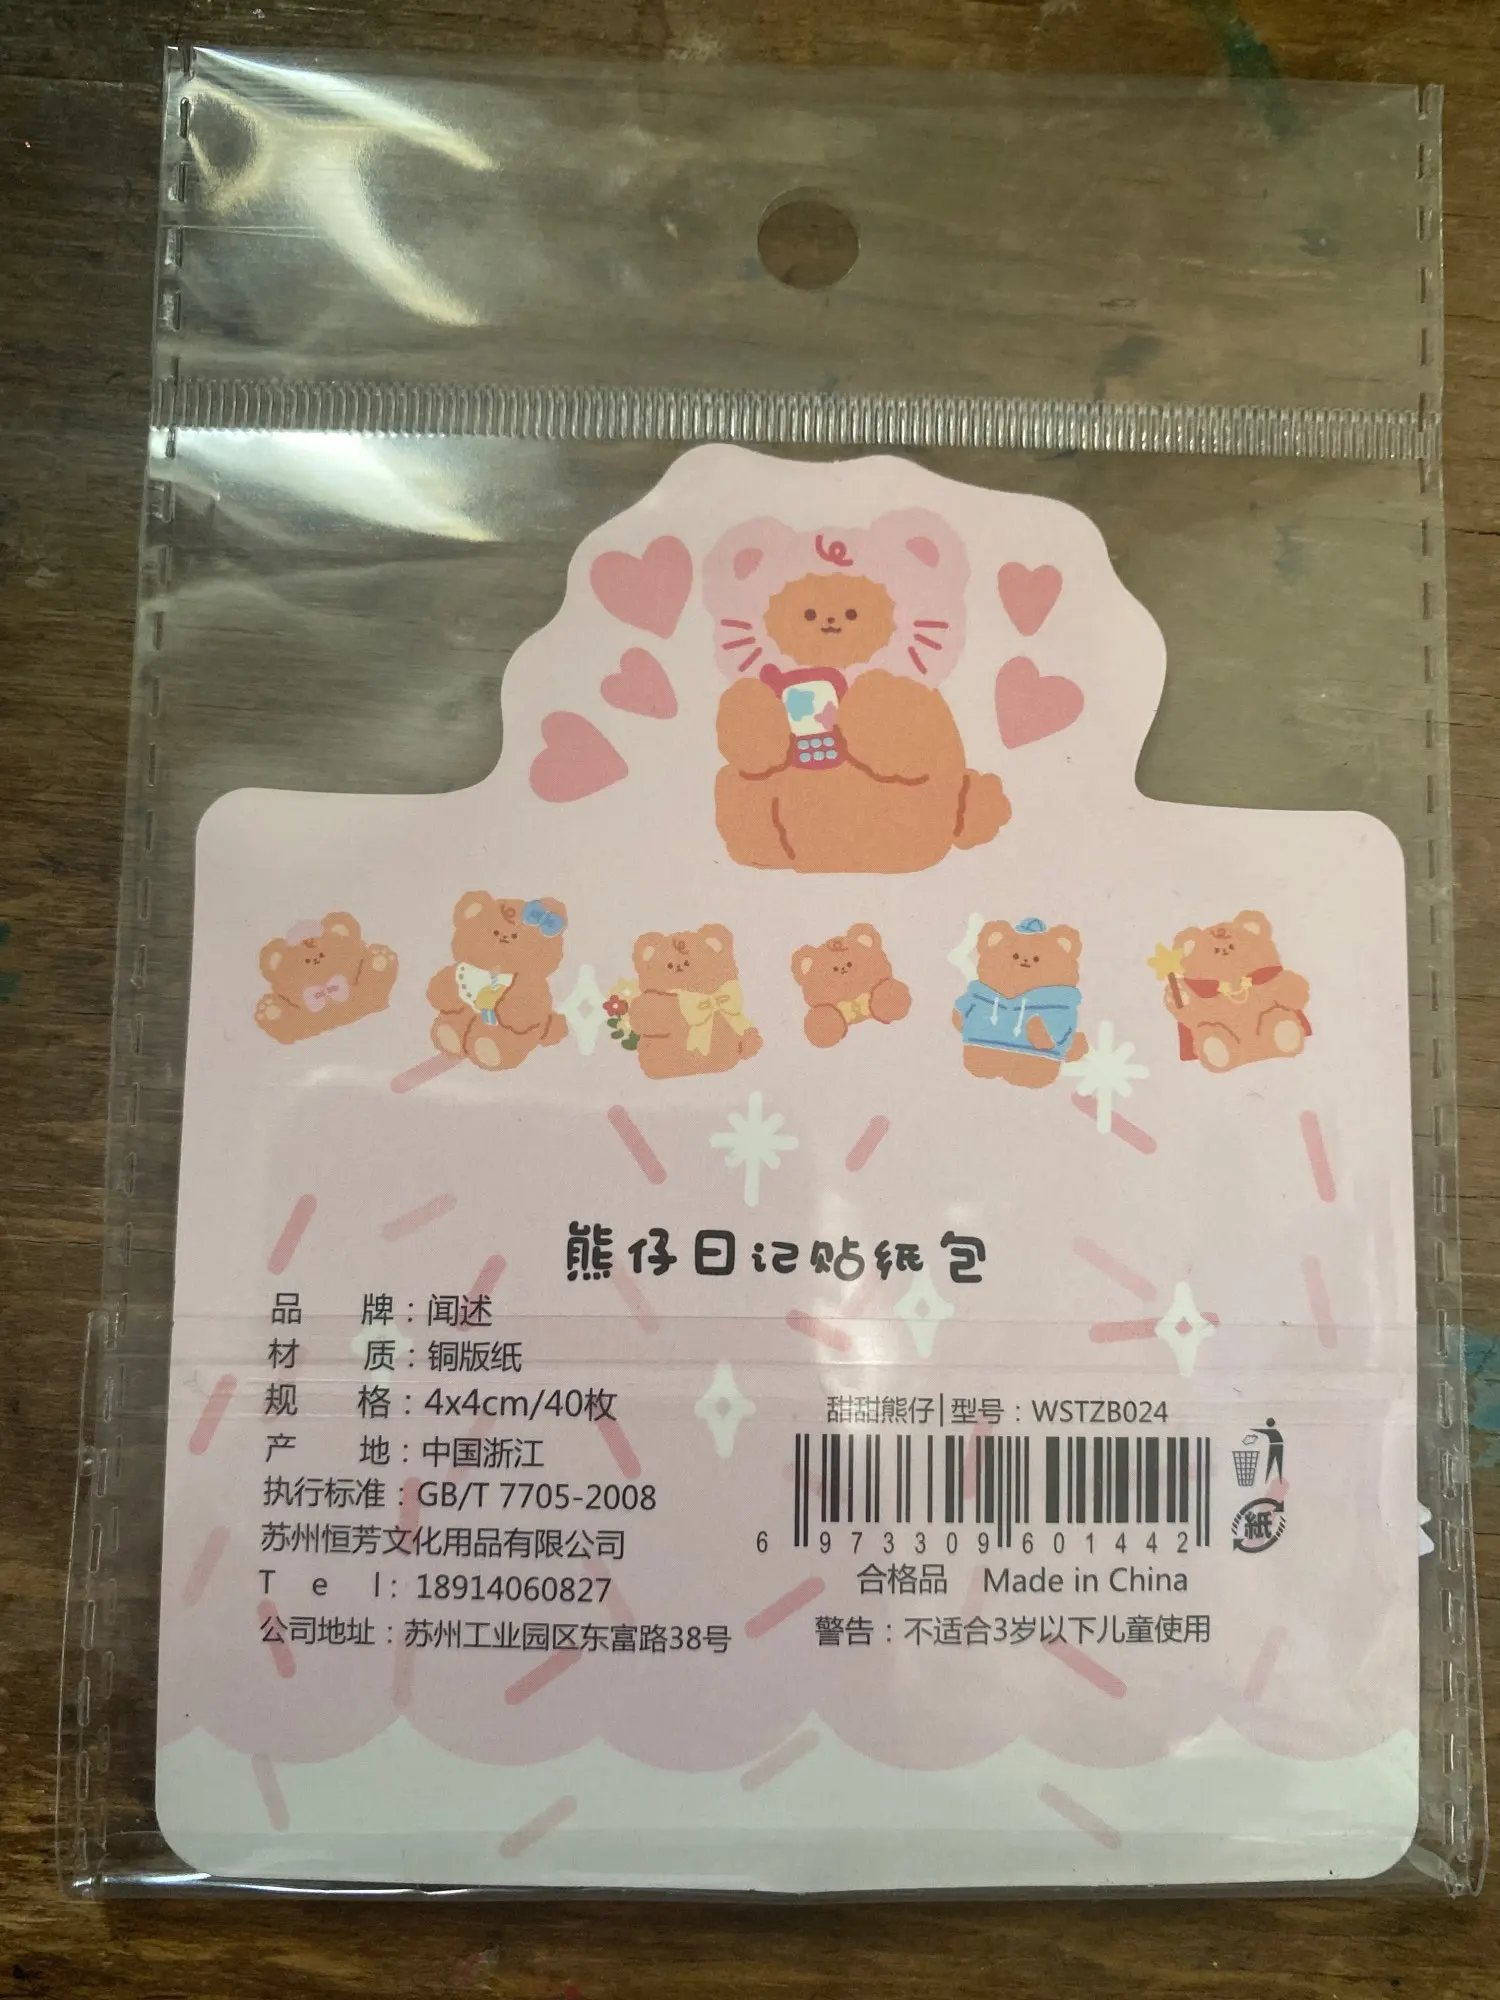 熊仔日记贴纸包
品 牌：闻述
材 质：铜版纸
规 格：4x4cm/40枚
产 地：中国浙江
执行标准：GB/T 7705-2008
苏州恒芳文化用品有限公司
Tel：18914060827
公司地址：苏州工业园区东富路38号
甜甜熊仔|型号：WSTZB024
6 973309 601442
紙
合格品 Made in China
警告：不适合3岁以下儿童使用